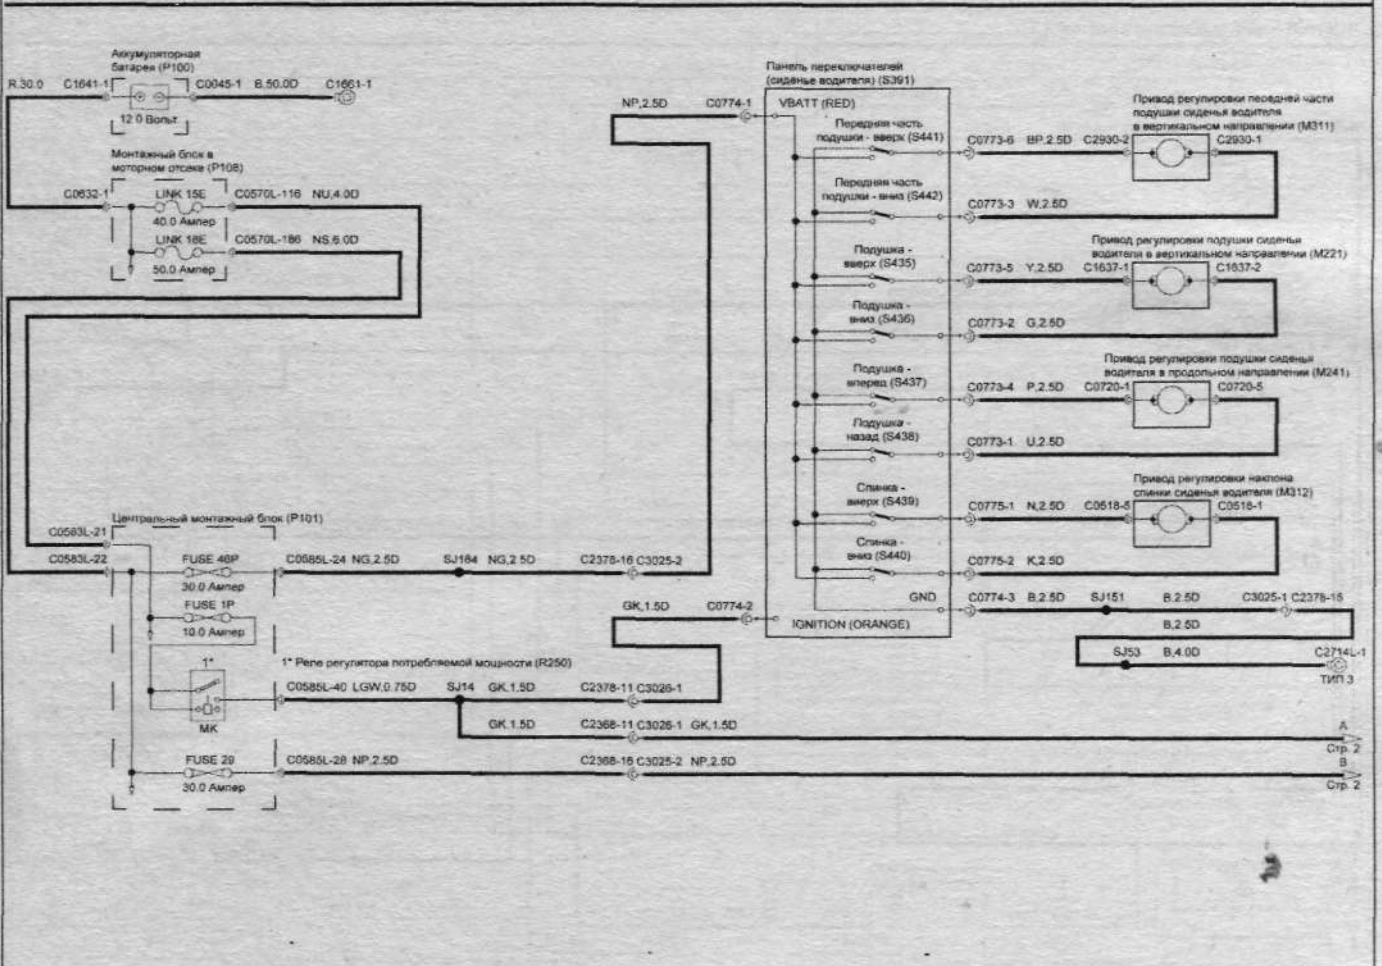 Аккумуляторная
батарея (P100)
R.30.0 C1641-1 C0045-1 B.50.0D C1661-1
12.0 Вольт
Монтажный блок в
моторном отсеке (P108)
C0632-1 LINK 15E C0570L-116 NU,4.0D
40.0 Ампер
LINK 18E C0570L-186 NS,6.0D
50.0 Ампер
C0583L-21 Центральный монтажный блок (P101)
C0583L-22 FUSE 46P C0585L-24 NG,2.5D SJ184 NG,2.5D C2378-16 C3025-2
30.0 Ампер
FUSE 1P
10.0 Ампер
1* 1* Реле регулятора потребляемой мощности (R250)
C0585L-40 LGW,0.75D SJ14 GK,1.5D C2378-11 C3026-1
МК
GK,1.5D C2368-11 C3026-1 GK,1.5D
A
Стр. 2
FUSE 29 C0585L-28 NP,2.5D C2368-16 C3025-2 NP,2.5D
30.0 Ампер
B
Стр. 2
Панель переключателей
(сиденье водителя) (S391)
NP,2.5D C0774-1 VBATT (RED)
Передняя часть
подушки - вверх (S441)
C0773-6 BP,2.5D C2930-2 C2930-1
Привод регулировки передней части
подушки сиденья водителя
в вертикальном направлении (M311)
Передняя часть
подушки - вниз (S442)
C0773-3 W,2.5D
Подушка -
вверх (S435)
Привод регулировки подушки сиденья
водителя в вертикальном направлении (M221)
C0773-5 Y,2.5D C1637-1 C1637-2
Подушка -
вниз (S436)
C0773-2 G,2.5D
Подушка -
вперед (S437)
Привод регулировки подушки сиденья
водителя в продольном направлении (M241)
C0773-4 P,2.5D C0720-1 C0720-5
Подушка -
назад (S438)
C0773-1 U,2.5D
Спинка -
вверх (S439)
Привод регулировки наклона
спинки сиденья водителя (M312)
C0775-1 N,2.5D C0518-5 C0518-1
Спинка -
вниз (S440)
C0775-2 K,2.5D
GND C0774-3 B,2.5D SJ151 B,2.5D C3025-1 C2378-15
GK,1.5D C0774-2 IGNITION (ORANGE)
B,2.5D
SJ53 B,4.0D C2714L-1
ТИП 3